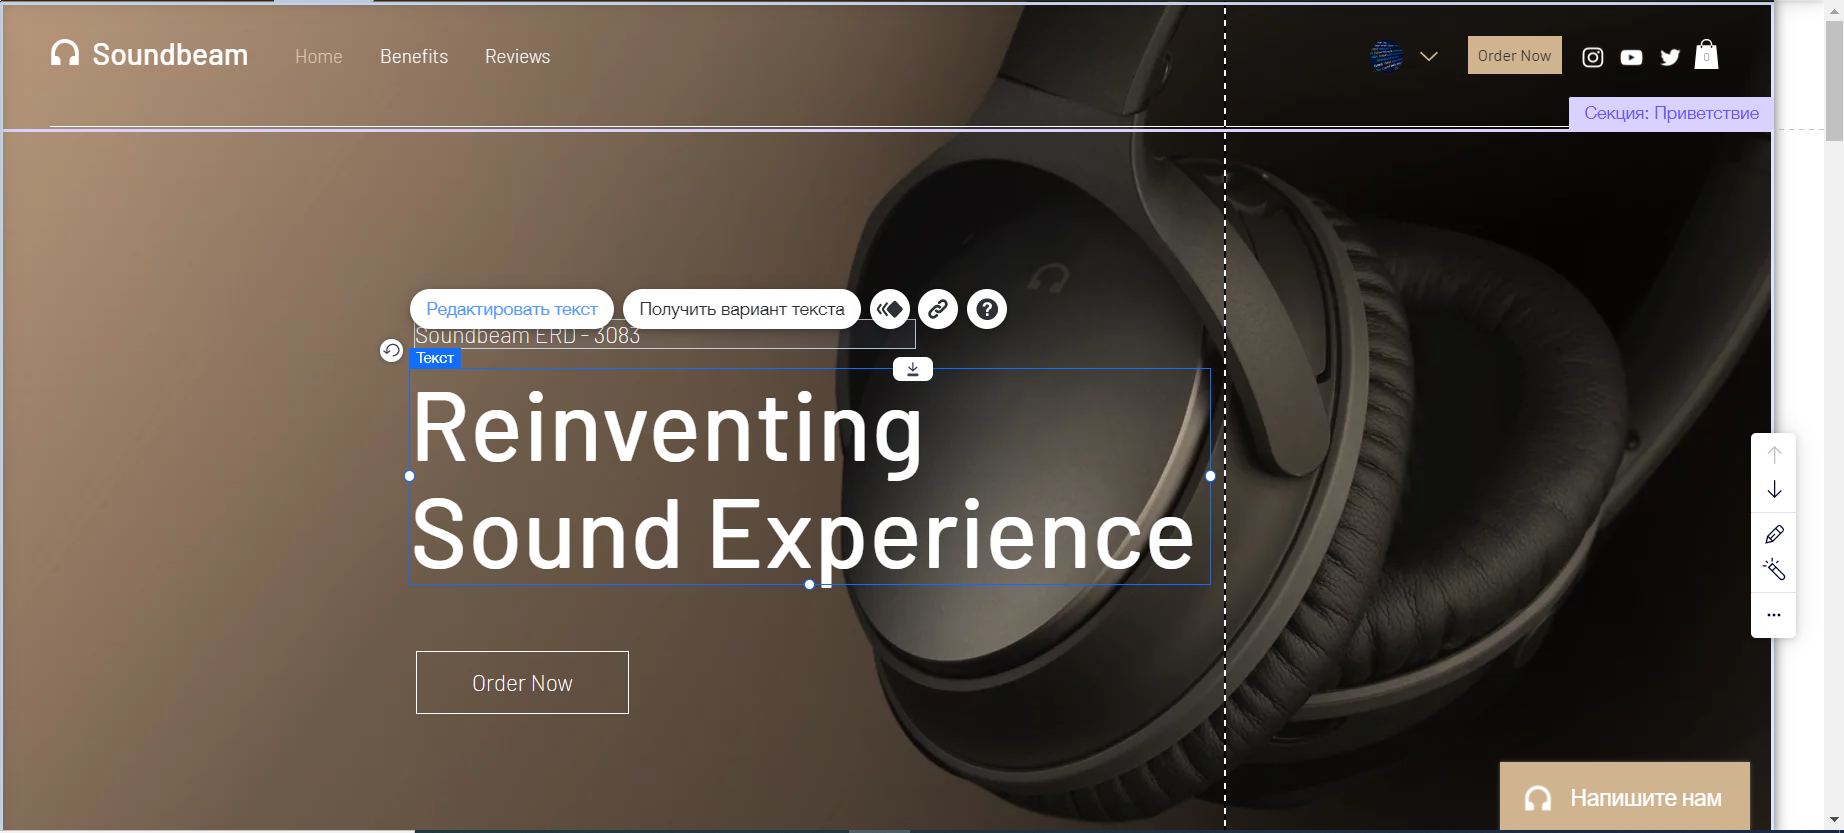 Soundbeam
Home
Benefits
Reviews
Order Now
0
Секция: Приветствие
Редактировать текст
Получить вариант текста
?
Soundbeam ERD - 3083
Текст
Reinventing
Sound Experience
Order Now
Напишите нам